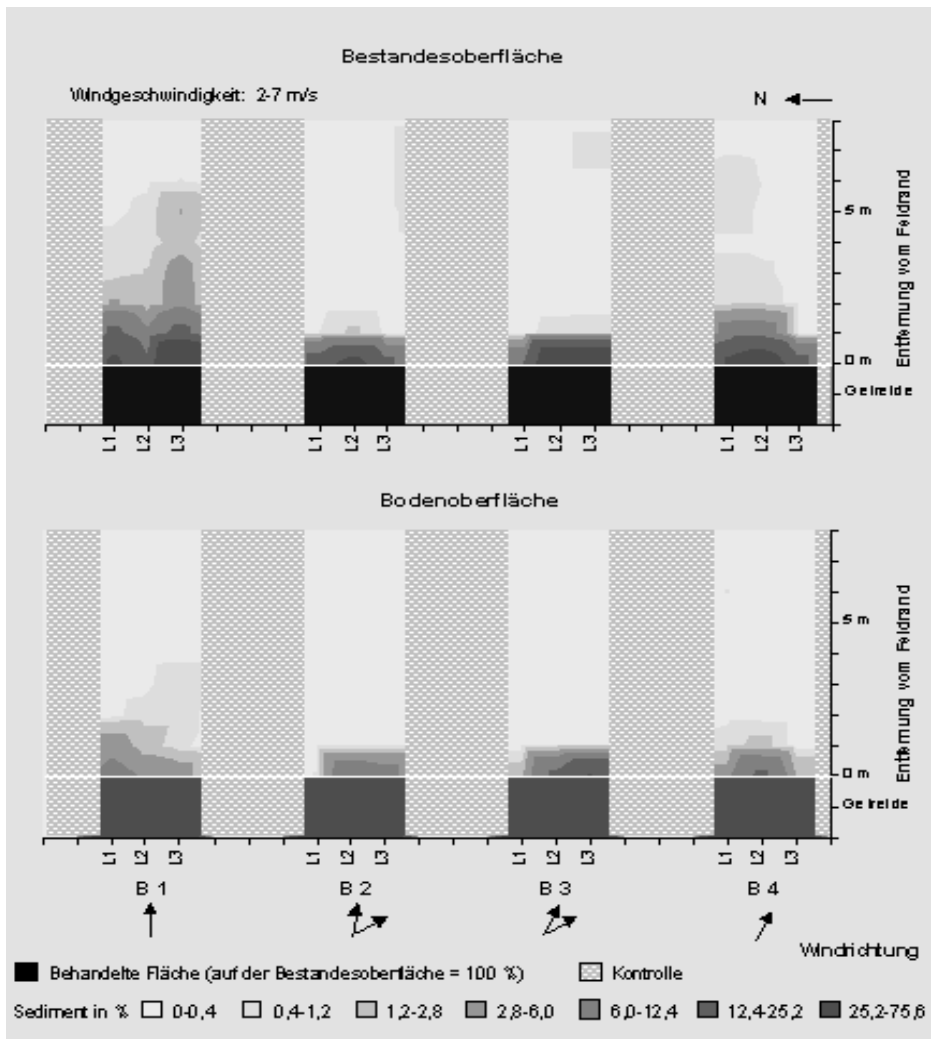 Bestandesoberfläche
Windgeschwindigkeit: 2-7 m/s
N
5 m
0 m
Getreide
Entfernung vom Feldrand
L1 L2 L3 L1 L2 L3 L1 L2 L3 L1 L2 L3
Bodenoberfläche
5 m
0 m
Getreide
Entfernung vom Feldrand
L1 L2 L3 L1 L2 L3 L1 L2 L3 L1 L2 L3
B 1 B 2 B 3 B 4
Windrichtung
Behandelte Fläche (auf der Bestandesoberfläche = 100 %) Kontrolle
Sediment in % 0-0,4 0,4-1,2 1,2-2,8 2,8-6,0 6,0-12,4 12,4-25,2 25,2-75,6